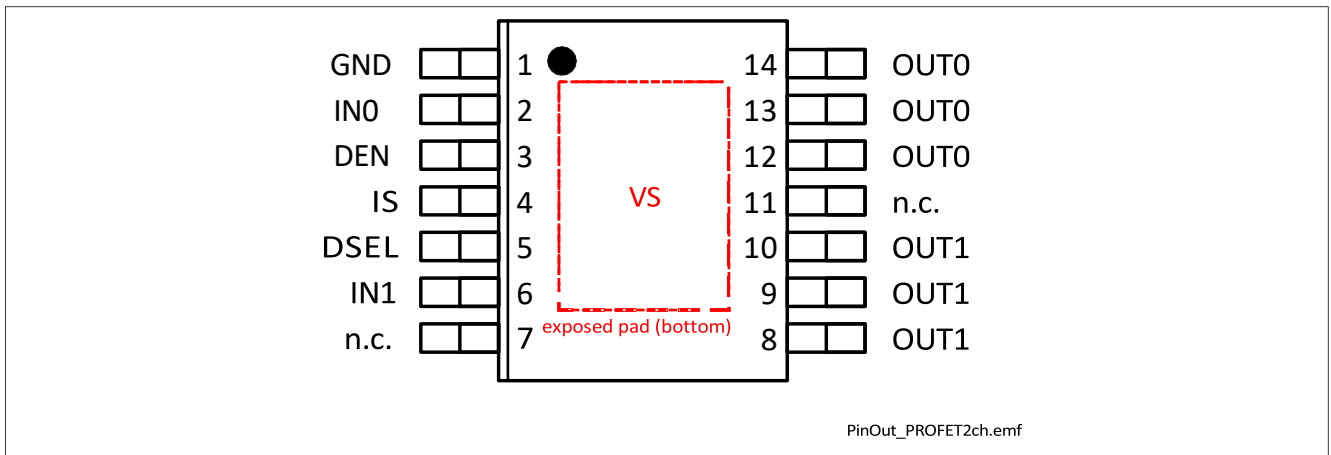 GND 1 14 OUT0
IN0 2 13 OUT0
DEN 3 12 OUT0
IS 4 VS 11 n.c.
DSEL 5 10 OUT1
IN1 6 9 OUT1
exposed pad (bottom)
n.c. 7 8 OUT1
PinOut_PROFET2ch.emf